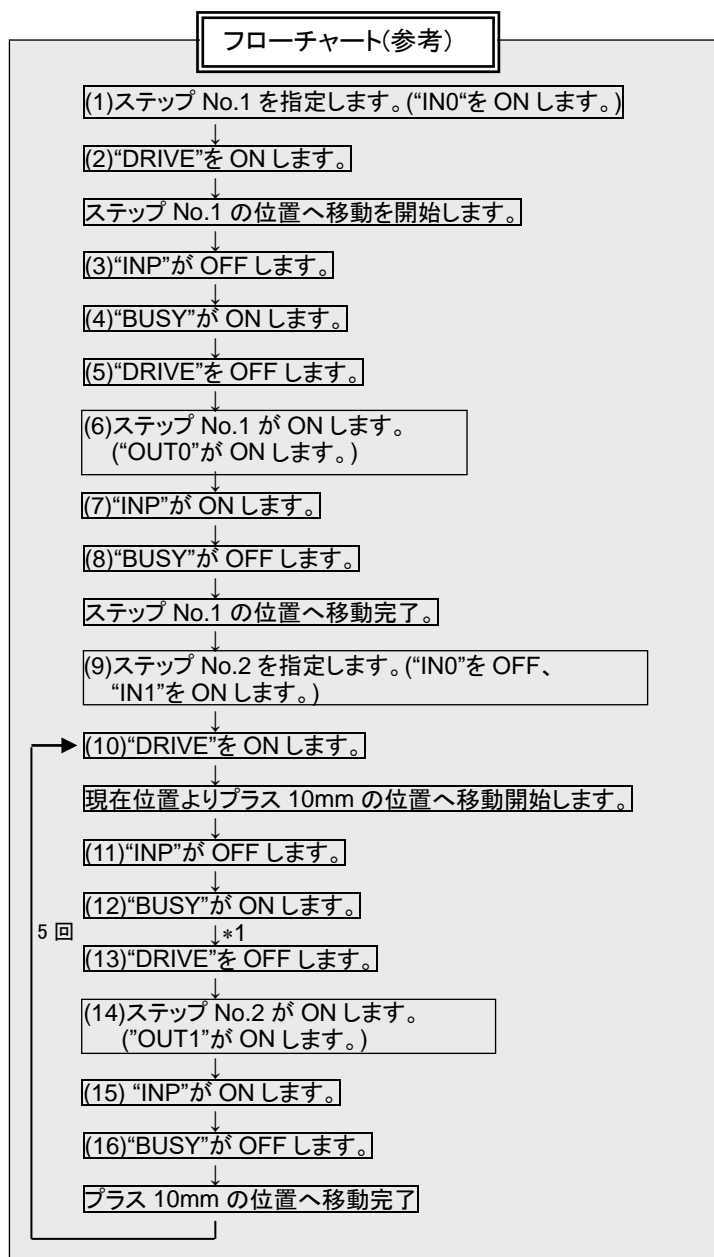 フローチャート(参考)
(1)ステップ No.1 を指定します。(“IN0“を ON します。)
↓
(2)“DRIVE”を ON します。
↓
ステップ No.1 の位置へ移動を開始します。
↓
(3)“INP”が OFF します。
↓
(4)“BUSY”が ON します。
↓
(5)“DRIVE”を OFF します。
↓
(6)ステップ No.1 が ON します。
(“OUT0”が ON します。)
↓
(7)“INP”が ON します。
↓
(8)“BUSY”が OFF します。
↓
ステップ No.1 の位置へ移動完了。
↓
(9)ステップ No.2 を指定します。(“IN0”を OFF、
“IN1”を ON します。)
↓
(10)“DRIVE”を ON します。
↓
現在位置よりプラス 10mm の位置へ移動開始します。
↓
(11)“INP”が OFF します。
↓
(12)“BUSY”が ON します。
5 回
↓*1
(13)“DRIVE”を OFF します。
↓
(14)ステップ No.2 が ON します。
(”OUT1”が ON します。)
↓
(15) “INP”が ON します。
↓
(16)“BUSY”が OFF します。
↓
プラス 10mm の位置へ移動完了